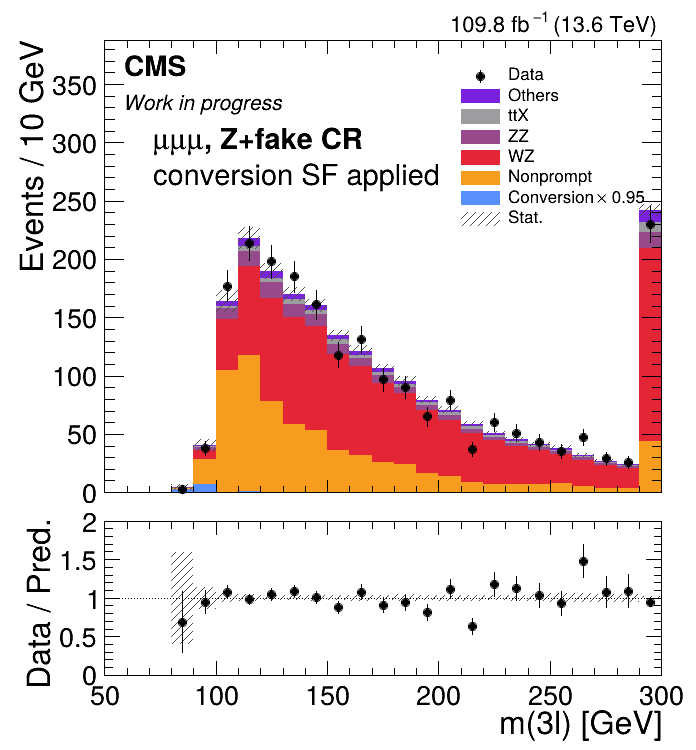 109.8 fb⁻¹ (13.6 TeV)
CMS
Work in progress
μμμ, Z+fake CR
conversion SF applied
Data
Others
ttX
ZZ
WZ
Nonprompt
Conversion × 0.95
Stat.
Events / 10 GeV
350
300
250
200
150
100
50
0
Data / Pred.
2
1.5
1
0.5
0
50 100 150 200 250 300
m(3l) [GeV]